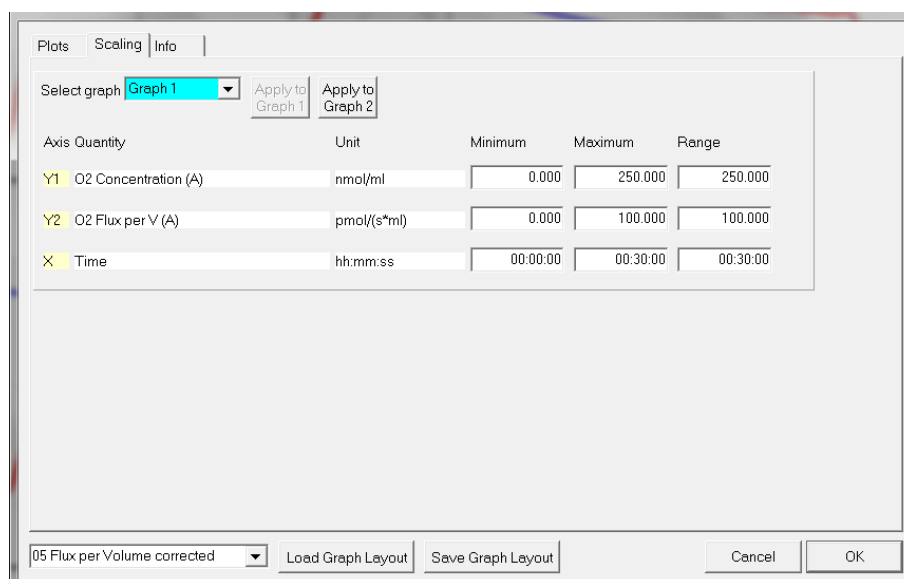 Plots Scaling Info
Select graph Graph 1 Apply to Graph 1 Apply to Graph 2
Axis Quantity Unit Minimum Maximum Range
Y1 O2 Concentration (A) nmol/ml 0.000 250.000 250.000
Y2 O2 Flux per V (A) pmol/(s*ml) 0.000 100.000 100.000
X Time hh:mm:ss 00:00:00 00:30:00 00:30:00
05 Flux per Volume corrected Load Graph Layout Save Graph Layout Cancel OK